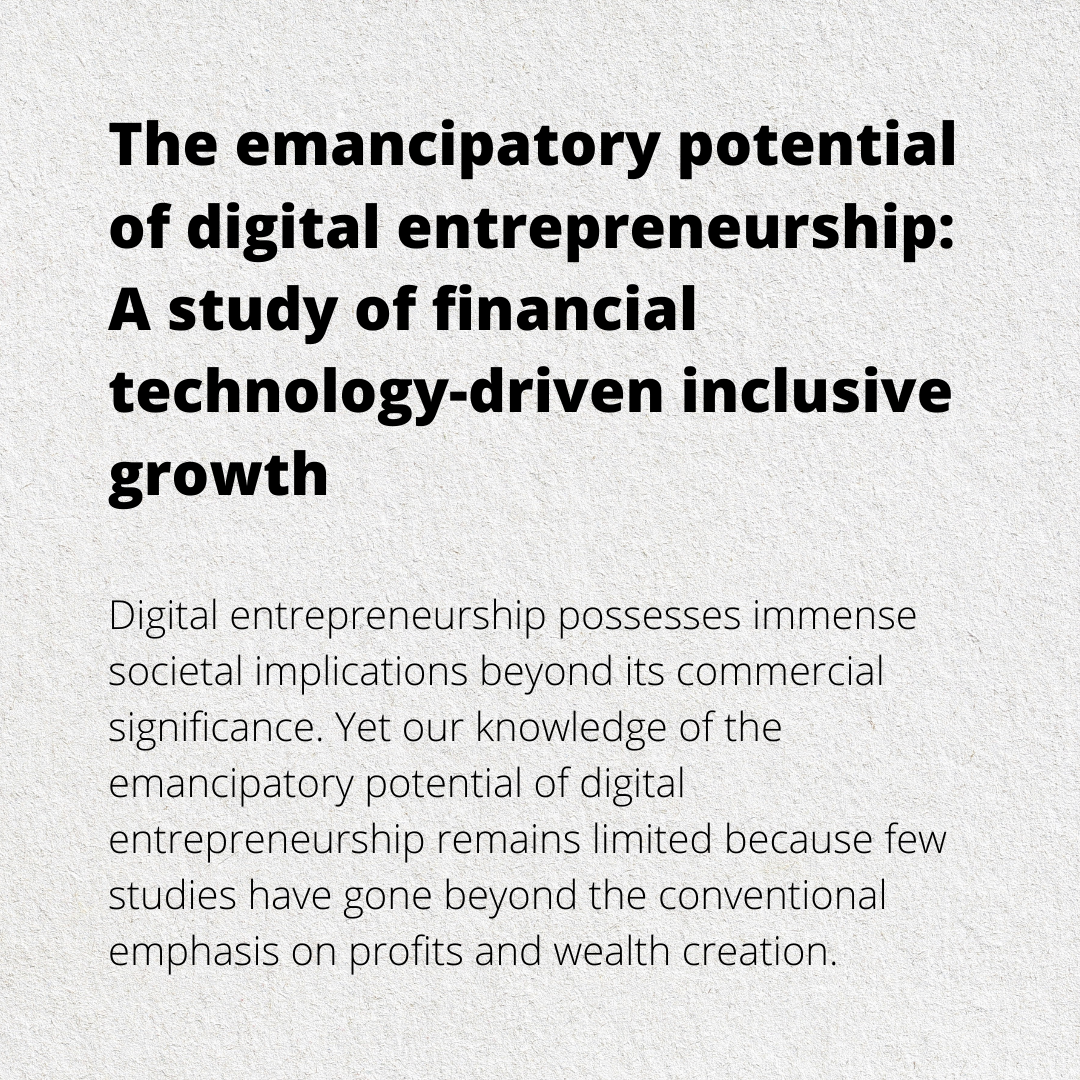 The emancipatory potential
of digital entrepreneurship:
A study of financial
technology-driven inclusive
growth
Digital entrepreneurship possesses immense
societal implications beyond its commercial
significance. Yet our knowledge of the
emancipatory potential of digital
entrepreneurship remains limited because few
studies have gone beyond the conventional
emphasis on profits and wealth creation.